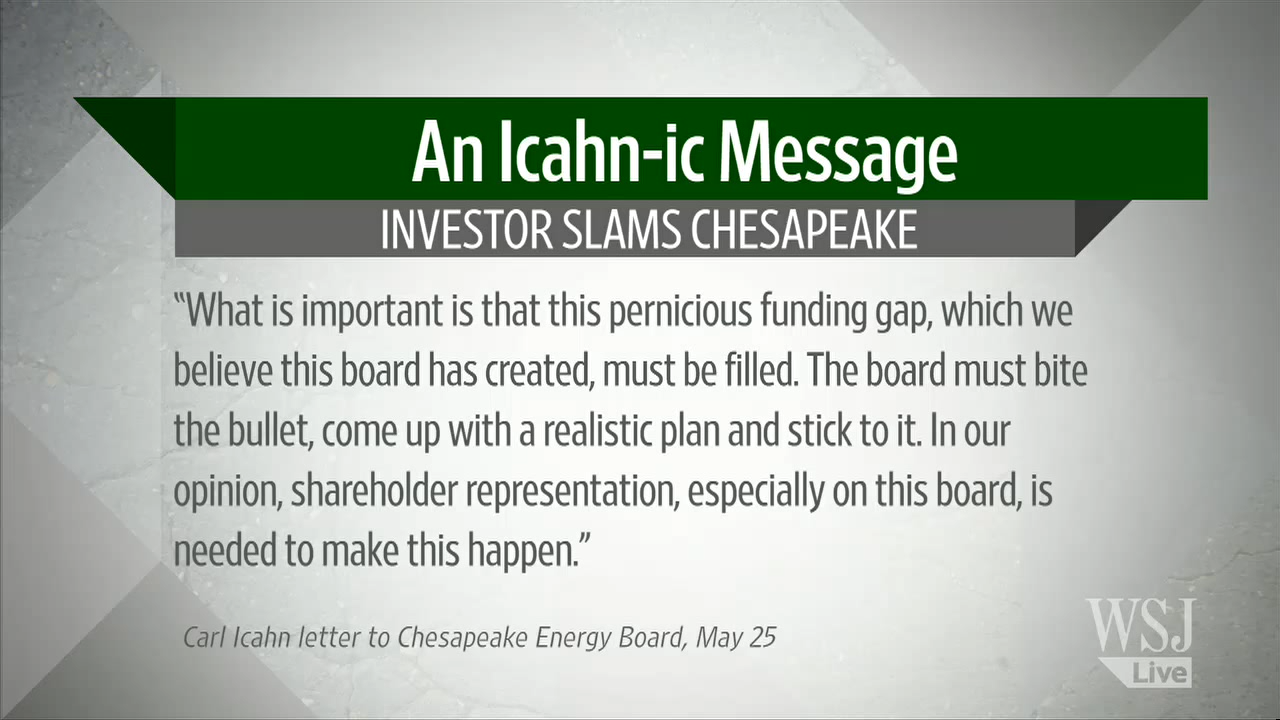 An Icahn-ic Message
INVESTOR SLAMS CHESAPEAKE
“What is important is that this pernicious funding gap, which we
believe this board has created, must be filled. The board must bite
the bullet, come up with a realistic plan and stick to it. In our
opinion, shareholder representation, especially on this board, is
needed to make this happen.”
Carl Icahn letter to Chesapeake Energy Board, May 25
WSJ
Live